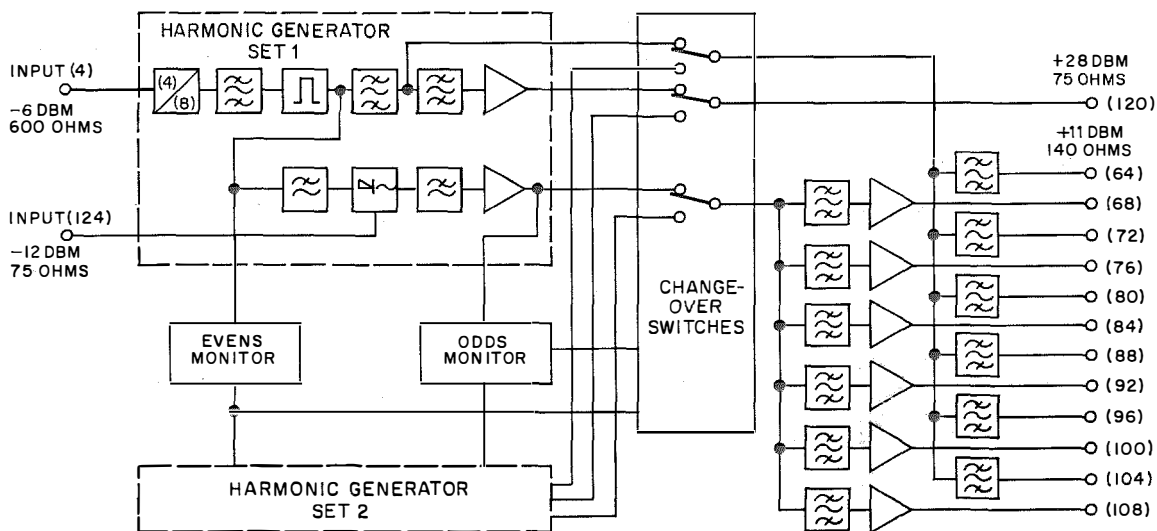 HARMONIC GENERATOR
SET 1
INPUT (4)
-6 DBM
600 OHMS
(4)
(8)
INPUT (124)
-12 DBM
75 OHMS
EVENS
MONITOR
ODDS
MONITOR
HARMONIC GENERATOR
SET 2
CHANGE-
OVER
SWITCHES
+28 DBM
75 OHMS
(120)
+11 DBM
140 OHMS
(64)
(68)
(72)
(76)
(80)
(84)
(88)
(92)
(96)
(100)
(104)
(108)